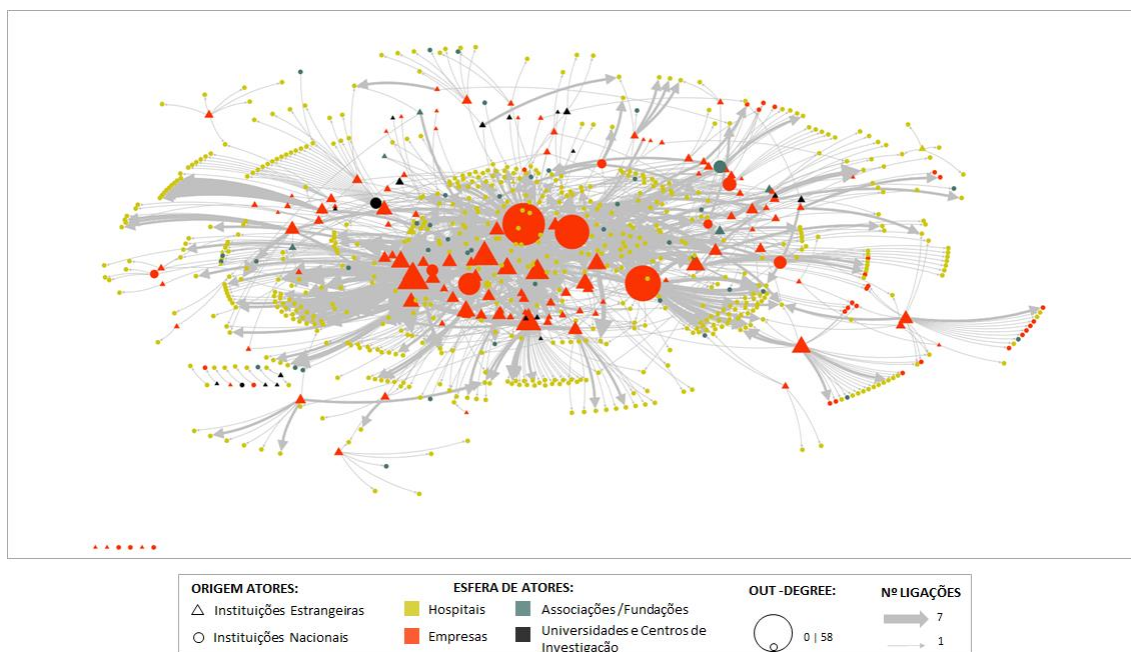 ORIGEM ATORES:
Instituições Estrangeiras
Instituições Nacionais
ESFERA DE ATORES:
Hospitais
Empresas
Associações/Fundações
Universidades e Centros de
Investigação
OUT -DEGREE:
0 | 58
Nº LIGAÇÕES
7
1